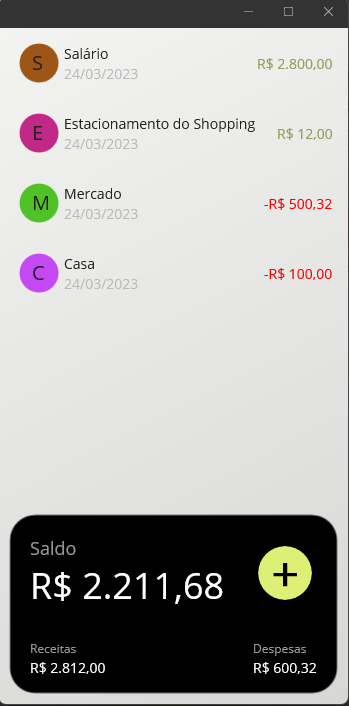 S
Salário
24/03/2023
R$ 2.800,00
E
Estacionamento do Shopping
24/03/2023
R$ 12,00
M
Mercado
24/03/2023
-R$ 500,32
C
Casa
24/03/2023
-R$ 100,00
Saldo
R$ 2.211,68
+
Receitas
R$ 2.812,00
Despesas
R$ 600,32